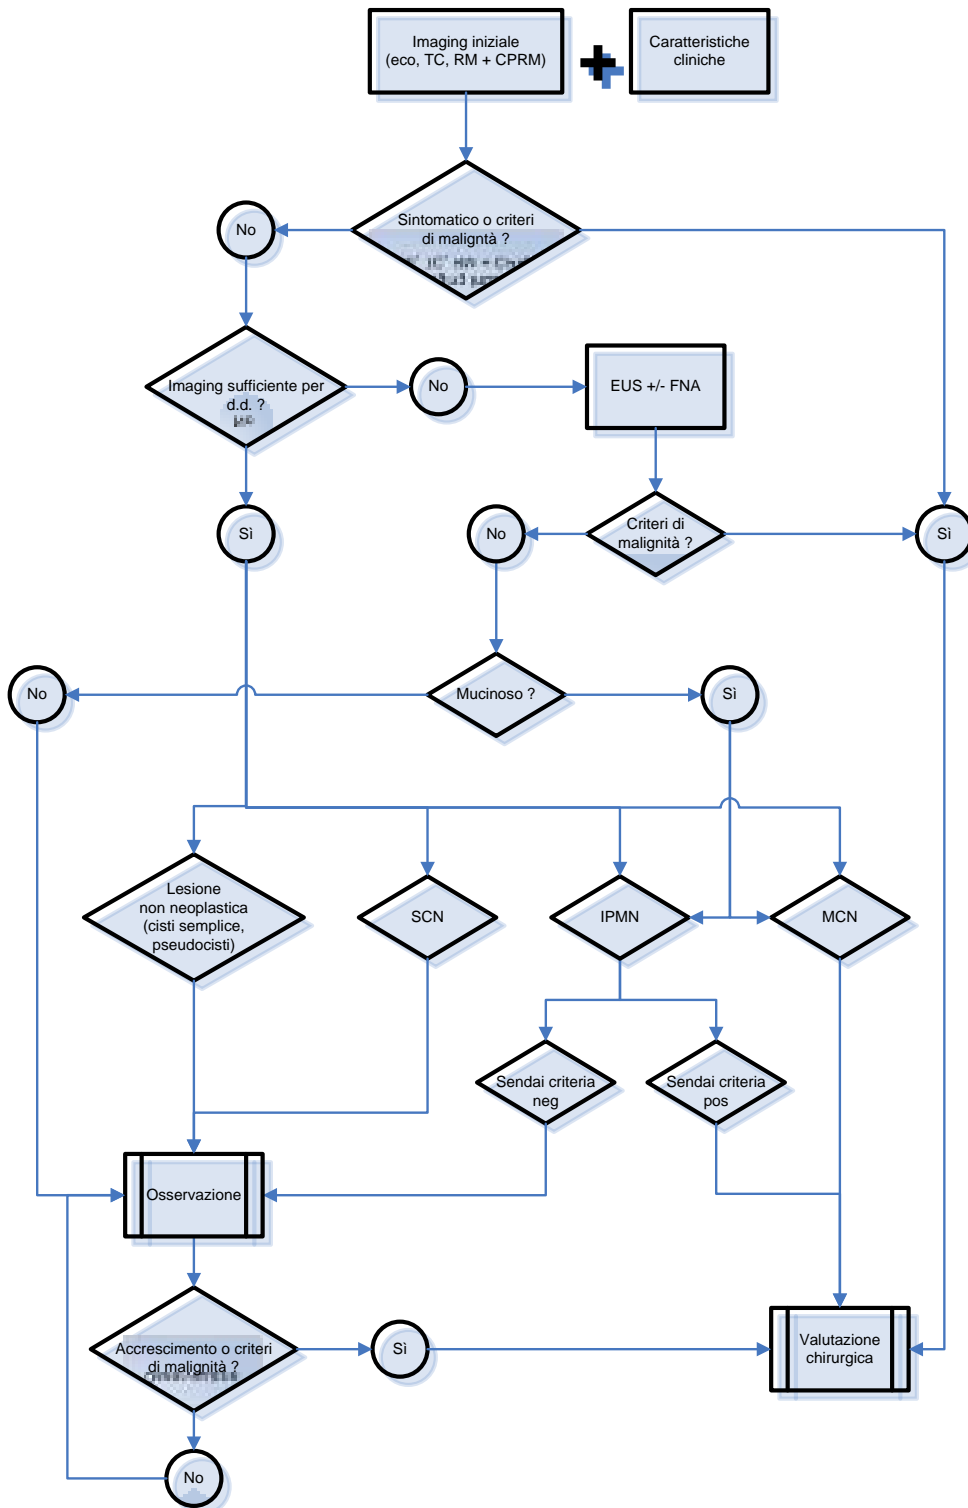 Imaging iniziale
(eco, TC, RM + CPRM)
Caratteristiche
cliniche
Sintomatico o criteri
di maligntà ?
No
Imaging sufficiente per
d.d. ?
No
EUS +/- FNA
Sì
No
Criteri di
malignità ?
Sì
No
Mucinoso ?
Sì
Lesione
non neoplastica
(cisti semplice,
pseudocisti)
SCN
IPMN
MCN
Sendai criteria
neg
Sendai criteria
pos
Osservazione
Accrescimento o criteri
di malignità ?
Sì
Valutazione
chirurgica
No